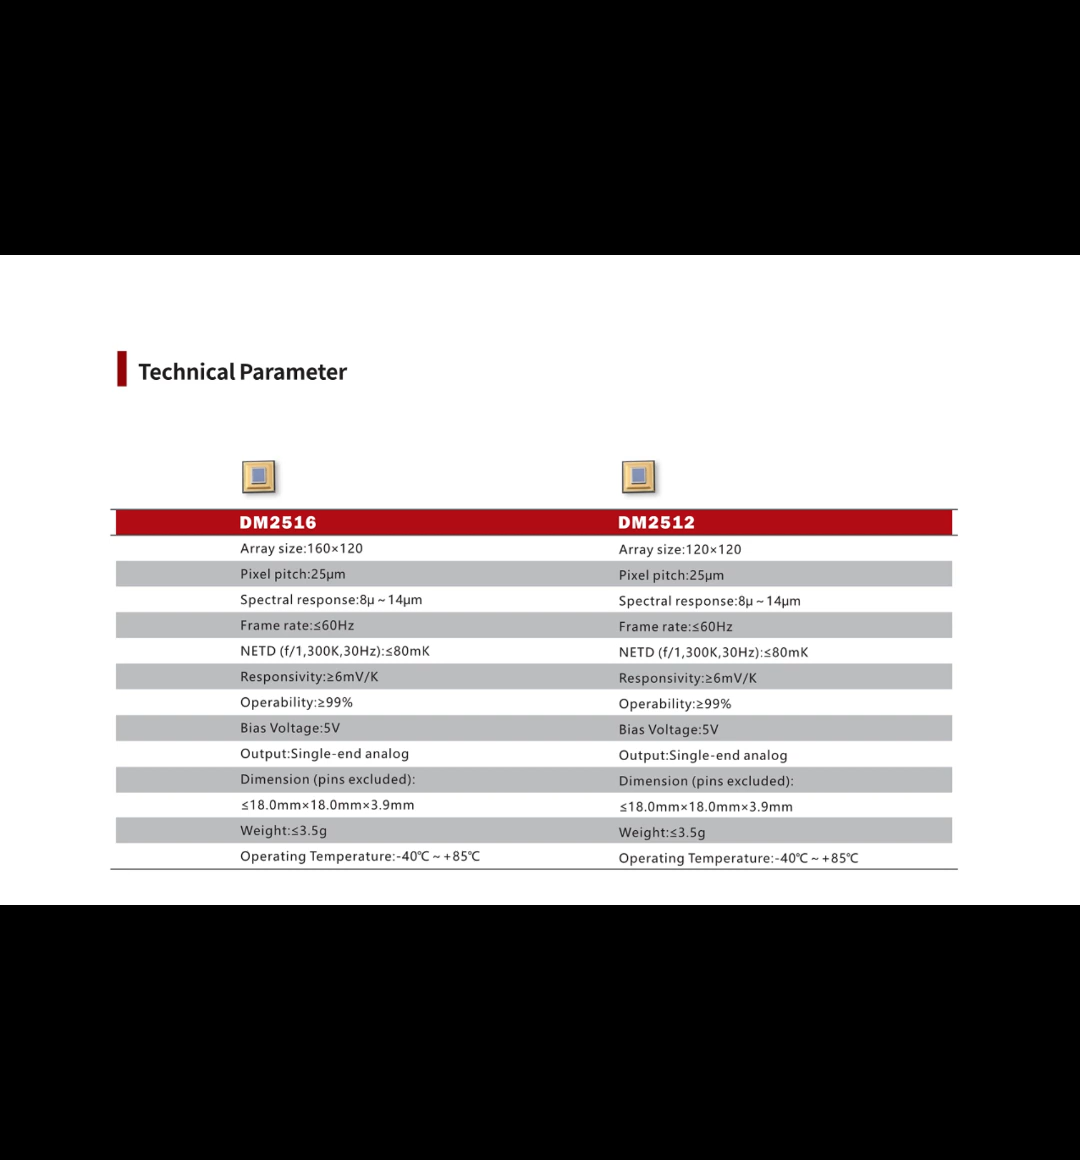 Technical Parameter
DM2516 DM2512
Array size:160×120 Array size:120×120
Pixel pitch:25μm Pixel pitch:25μm
Spectral response:8μ ~ 14μm Spectral response:8μ ~ 14μm
Frame rate:≤60Hz Frame rate:≤60Hz
NETD (f/1,300K,30Hz):≤80mK NETD (f/1,300K,30Hz):≤80mK
Responsivity:≥6mV/K Responsivity:≥6mV/K
Operability:≥99% Operability:≥99%
Bias Voltage:5V Bias Voltage:5V
Output:Single-end analog Output:Single-end analog
Dimension (pins excluded): Dimension (pins excluded):
≤18.0mm×18.0mm×3.9mm ≤18.0mm×18.0mm×3.9mm
Weight:≤3.5g Weight:≤3.5g
Operating Temperature:-40℃ ~ +85℃ Operating Temperature:-40℃ ~ +85℃